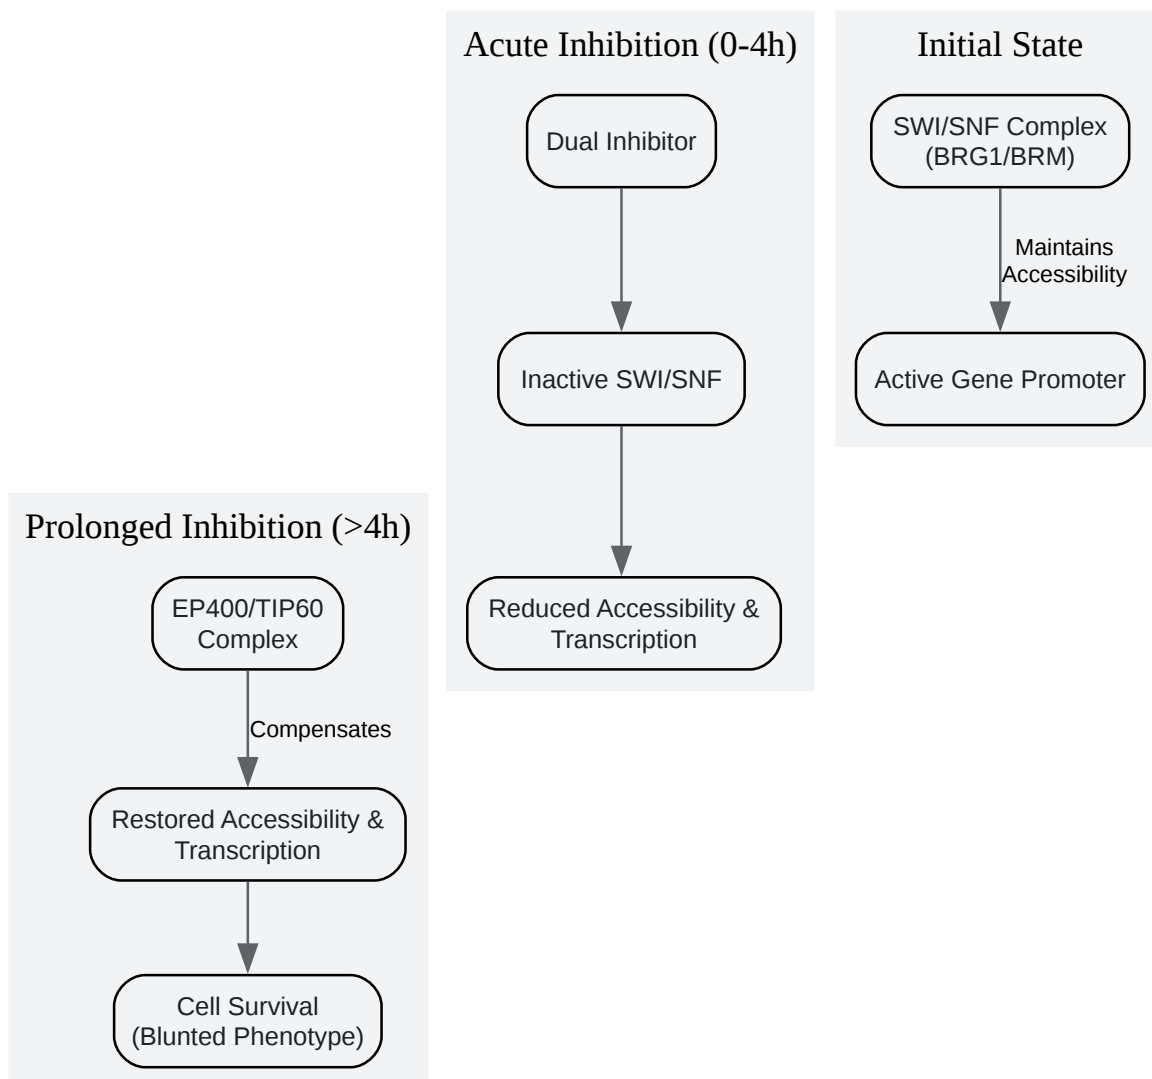 Acute Inhibition (0-4h)
Dual Inhibitor
Inactive SWI/SNF
Reduced Accessibility &
Transcription
Initial State
SWI/SNF Complex
(BRG1/BRM)
Maintains
Accessibility
Active Gene Promoter
Prolonged Inhibition (>4h)
EP400/TIP60
Complex
Compensates
Restored Accessibility &
Transcription
Cell Survival
(Blunted Phenotype)